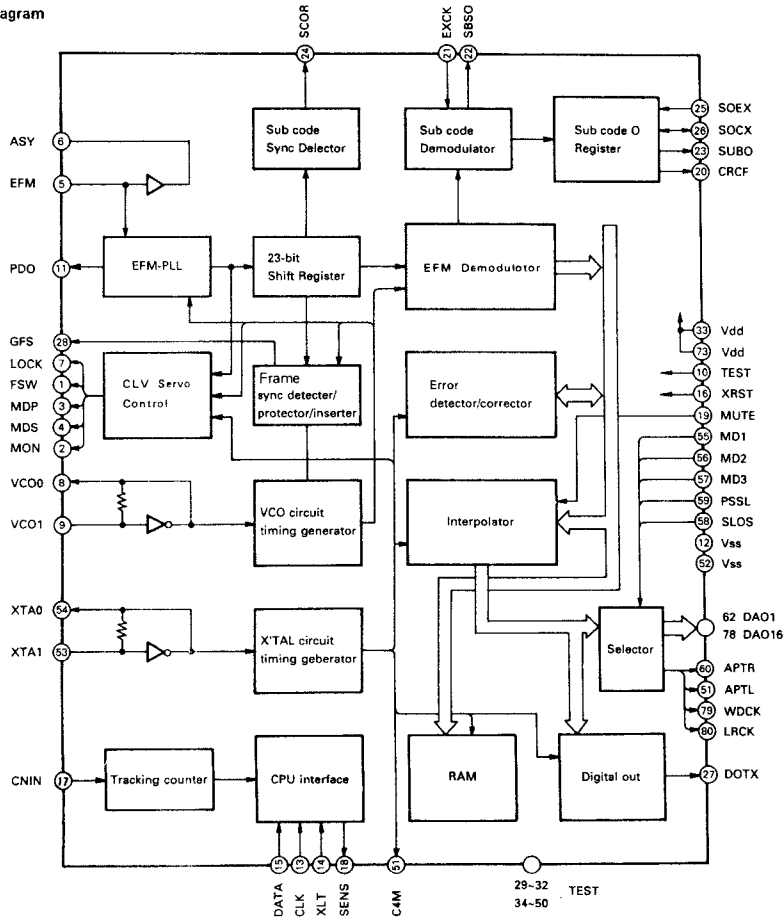 agram
SCOR
EXCK
SBSO
24
21
22
ASY
6
EFM
5
Sub code
Sync Delector
Sub code
Demodulator
Sub code O
Register
25
SOEX
26
SOCX
23
SUBO
20
CRCF
PDO
11
EFM-PLL
23-bit
Shift Register
EFM Demodulotor
GFS
28
LOCK
7
FSW
1
MDP
3
MDS
4
MON
2
CLV Servo
Control
Frame
sync detecter/
protector/inserter
Error
detector/corrector
33
Vdd
73
Vdd
10
TEST
16
XRST
19
MUTE
55
MD1
56
MD2
57
MD3
59
PSSL
58
SLOS
12
Vss
52
Vss
VCO0
8
VCO1
9
VCO circuit
timing generator
Interpolator
XTA0
54
XTA1
53
X'TAL circuit
timing geberator
Selector
62 DAO1
78 DAO16
60
APTR
51
APTL
79
WDCK
80
LRCK
CNIN
17
Tracking counter
CPU interface
RAM
Digital out
27
DOTX
15
13
14
18
51
DATA
CLK
XLT
SENS
C4M
29~32
34~50
TEST